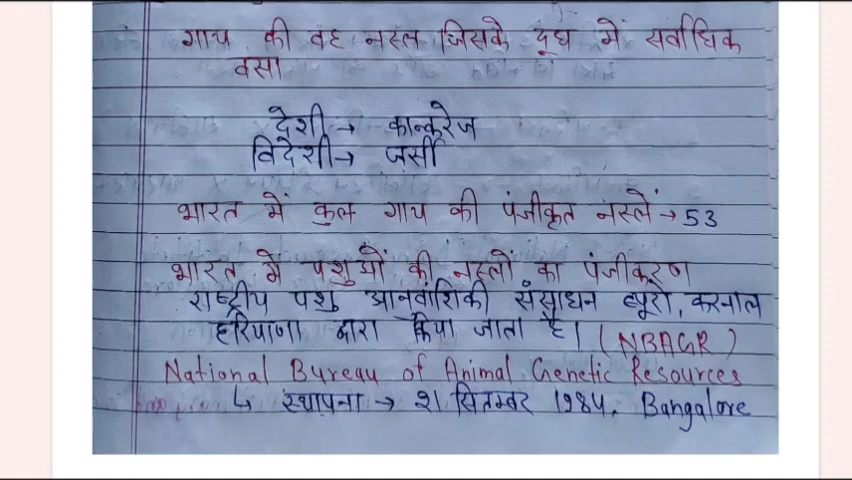 गाय की वह नस्ल जिसके दूध में सर्वाधिक
वसा
देशी → कान्करेज
विदेशी → जर्सी
भारत में कुल गाय की पंजीकृत नस्लें → 53
भारत में पशुओं की नस्लों का पंजीकरण
राष्ट्रीय पशु आनुवांशिकी संसाधन ब्यूरो, करनाल
हरियाणा द्वारा किया जाता है। (NBAGR)
National Bureau of Animal Genetic Resources
↳ स्थापना → 21 सितम्बर 1984, Bangalore